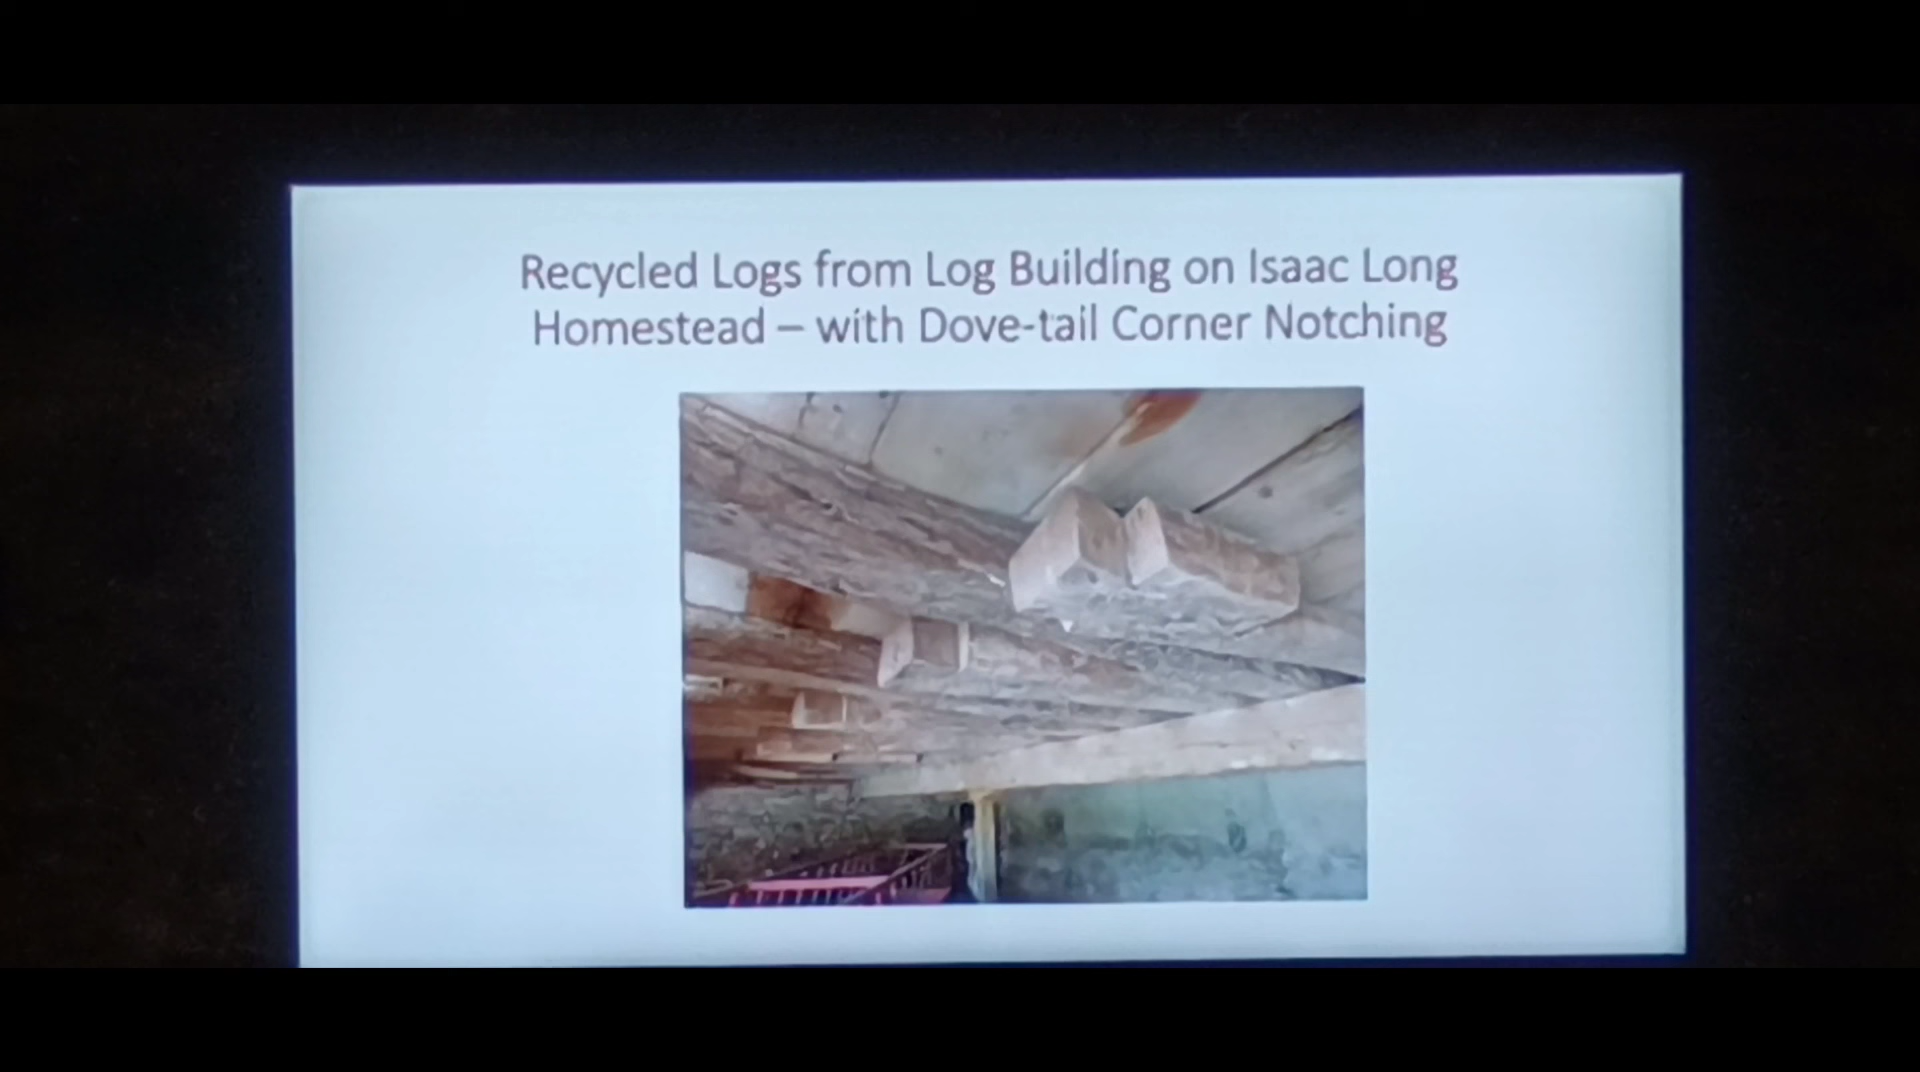 Recycled Logs from Log Building on Isaac Long
Homestead – with Dove-tail Corner Notching